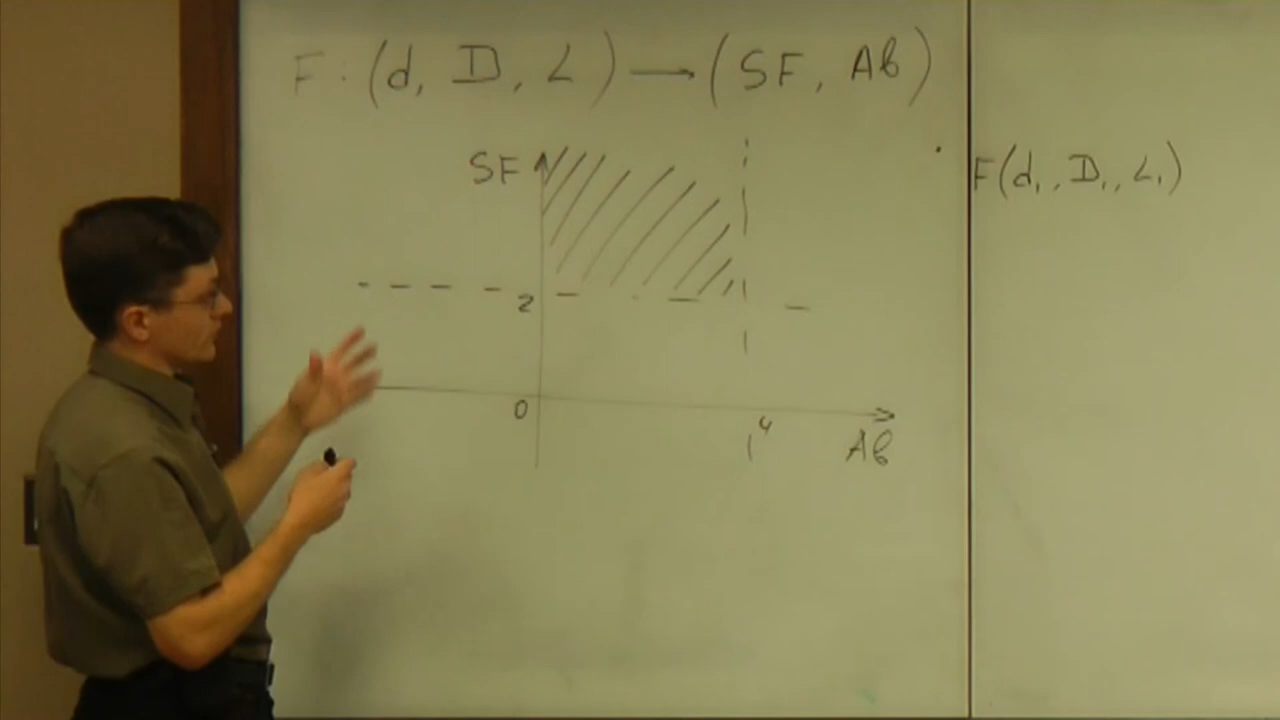 F : (d, D, L) → (SF, Ab)
SF
F(d₁, D₁, L₁)
2
0
4
Ab